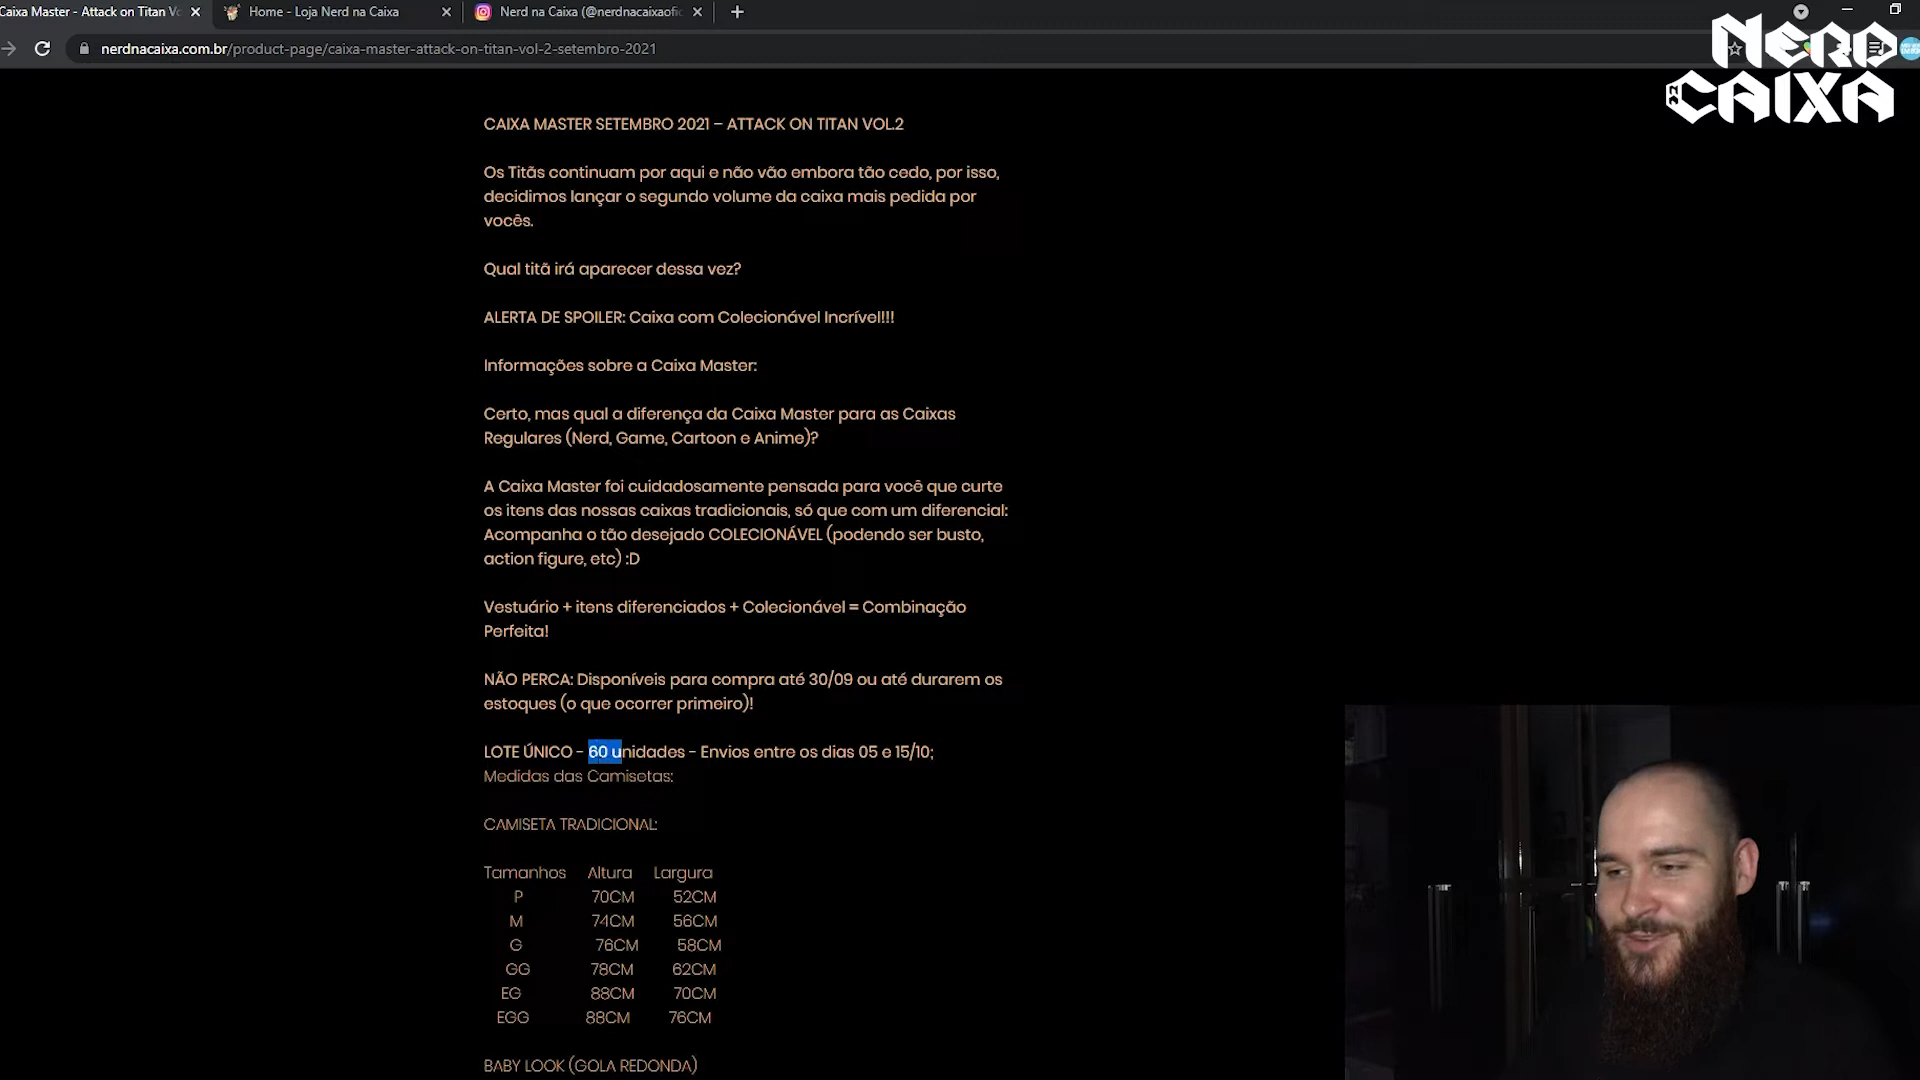 Caixa Master - Attack on Titan Vo
Home - Loja Nerd na Caixa
Nerd na Caixa (@nerdnacaixaofic
nerdnacaixa.com.br/product-page/caixa-master-attack-on-titan-vol-2-setembro-2021
NERD
NA CAIXA
CAIXA MASTER SETEMBRO 2021 – ATTACK ON TITAN VOL.2
Os Titãs continuam por aqui e não vão embora tão cedo, por isso,
decidimos lançar o segundo volume da caixa mais pedida por
vocês.
Qual titã irá aparecer dessa vez?
ALERTA DE SPOILER: Caixa com Colecionável Incrível!!!
Informações sobre a Caixa Master:
Certo, mas qual a diferença da Caixa Master para as Caixas
Regulares (Nerd, Game, Cartoon e Anime)?
A Caixa Master foi cuidadosamente pensada para você que curte
os itens das nossas caixas tradicionais, só que com um diferencial:
Acompanha o tão desejado COLECIONÁVEL (podendo ser busto,
action figure, etc) :D
Vestuário + itens diferenciados + Colecionável = Combinação
Perfeita!
NÃO PERCA: Disponíveis para compra até 30/09 ou até durarem os
estoques (o que ocorrer primeiro)!
LOTE ÚNICO - 60 unidades - Envios entre os dias 05 e 15/10;
Medidas das Camisetas:
CAMISETA TRADICIONAL:
Tamanhos Altura Largura
P 70CM 52CM
M 74CM 56CM
G 76CM 58CM
GG 78CM 62CM
EG 88CM 70CM
EGG 88CM 76CM
BABY LOOK (GOLA REDONDA)